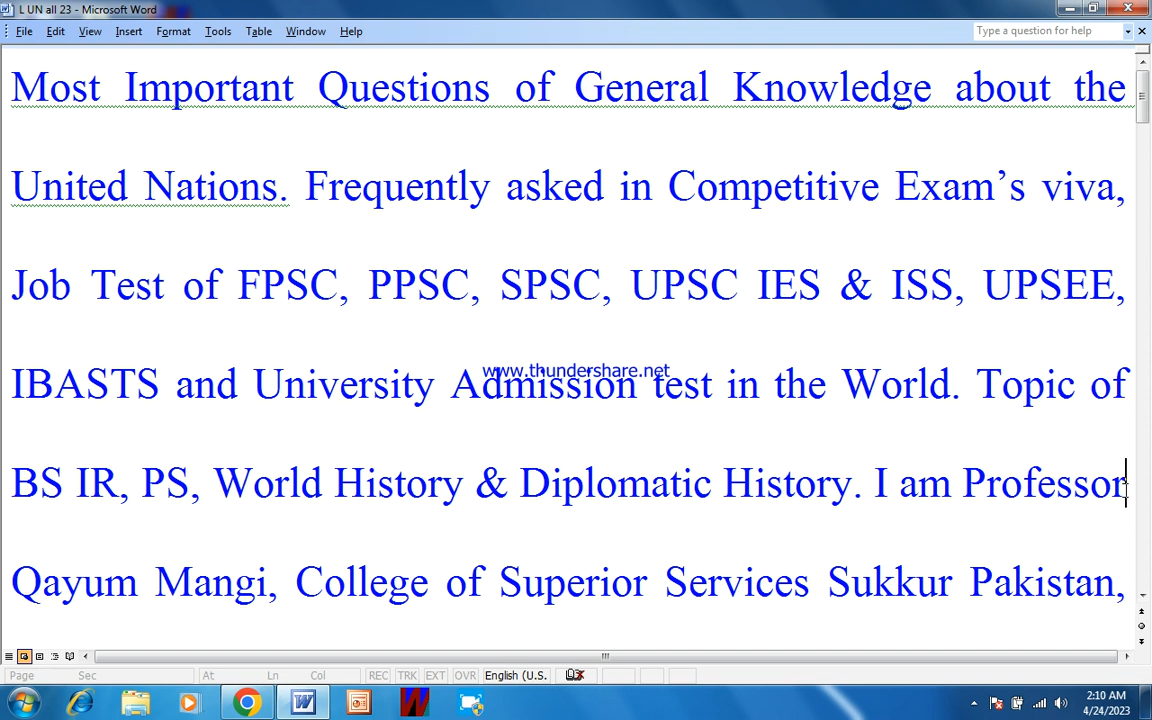 L UN all 23 - Microsoft Word
File Edit View Insert Format Tools Table Window Help Type a question for help
Most Important Questions of General Knowledge about the
United Nations. Frequently asked in Competitive Exam's viva,
Job Test of FPSC, PPSC, SPSC, UPSC IES & ISS, UPSEE,
www.thundershare.net
IBASTS and University Admission test in the World. Topic of
BS IR, PS, World History & Diplomatic History. I am Professor
Qayum Mangi, College of Superior Services Sukkur Pakistan,
Page Sec At Ln Col REC TRK EXT OVR English (U.S.
2:10 AM
4/24/2023